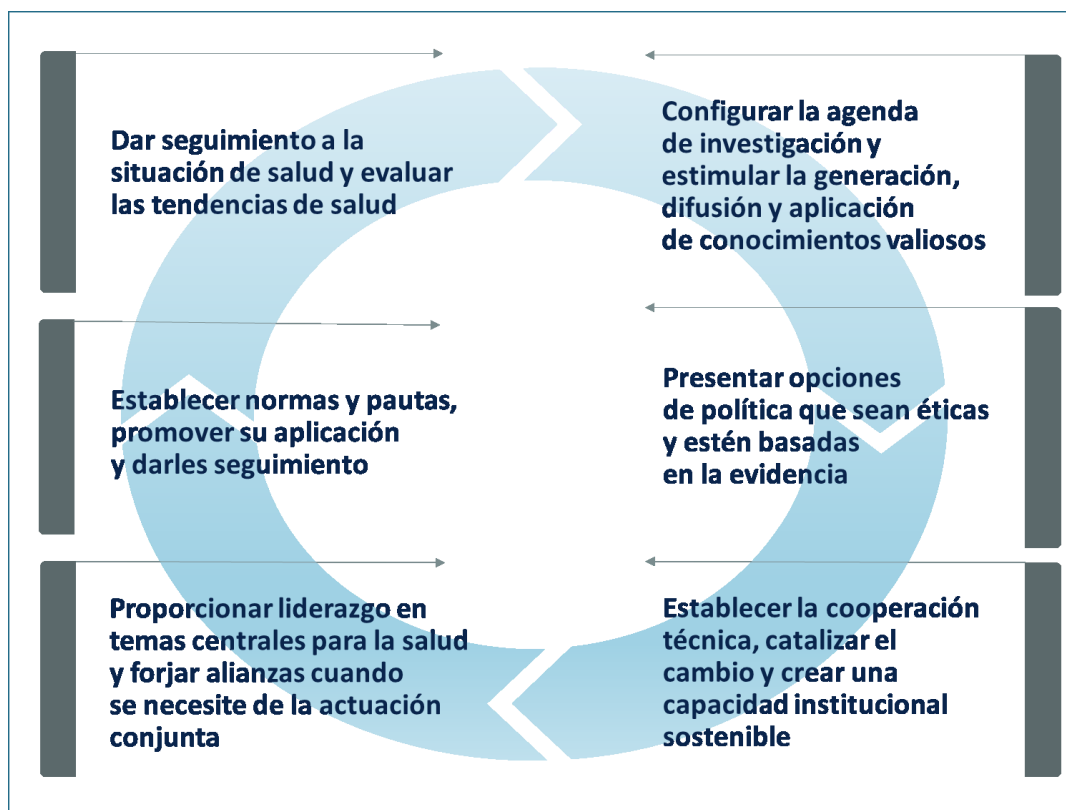 Dar seguimiento a la
situación de salud y evaluar
las tendencias de salud
Configurar la agenda
de investigación y
estimular la generación,
difusión y aplicación
de conocimientos valiosos
Establecer normas y pautas,
promover su aplicación
y darles seguimiento
Presentar opciones
de política que sean éticas
y estén basadas
en la evidencia
Proporcionar liderazgo en
temas centrales para la salud
y forjar alianzas cuando
se necesite de la actuación
conjunta
Establecer la cooperación
técnica, catalizar el
cambio y crear una
capacidad institucional
sostenible